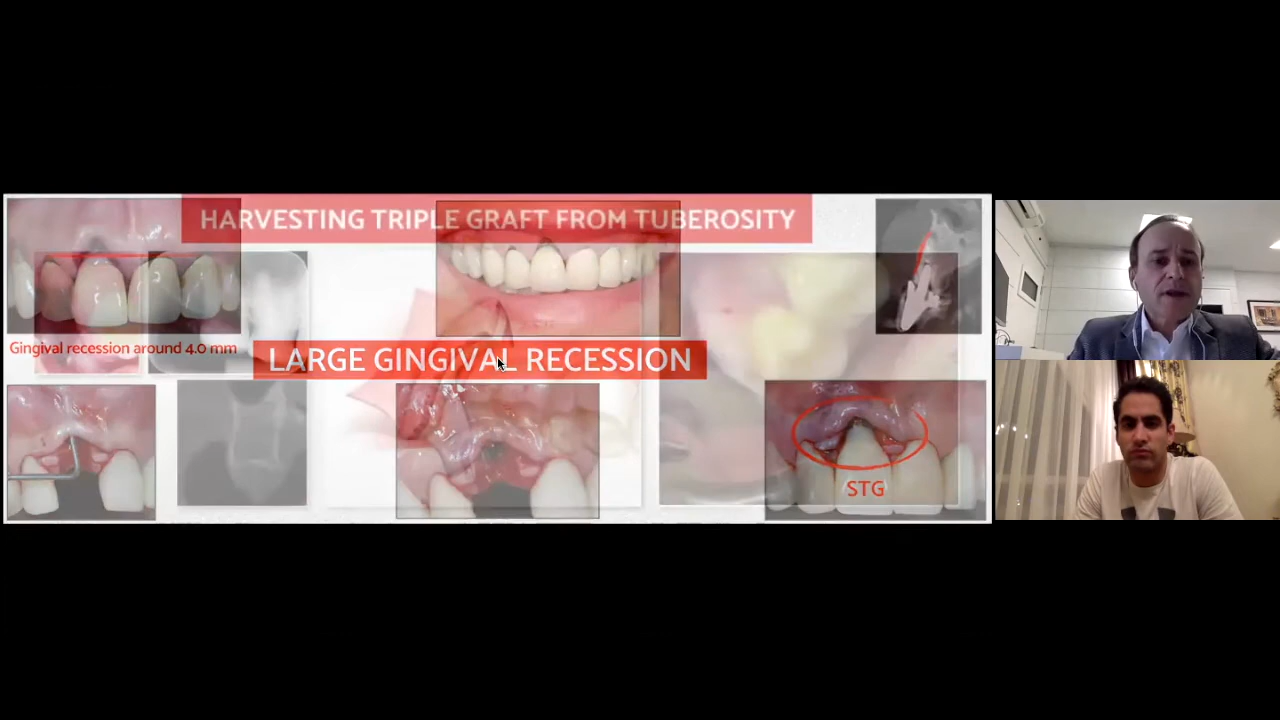 HARVESTING TRIPLE GRAFT FROM TUBEROSITY
Gingival recession around 4.0 mm
LARGE GINGIVAL RECESSION
STG